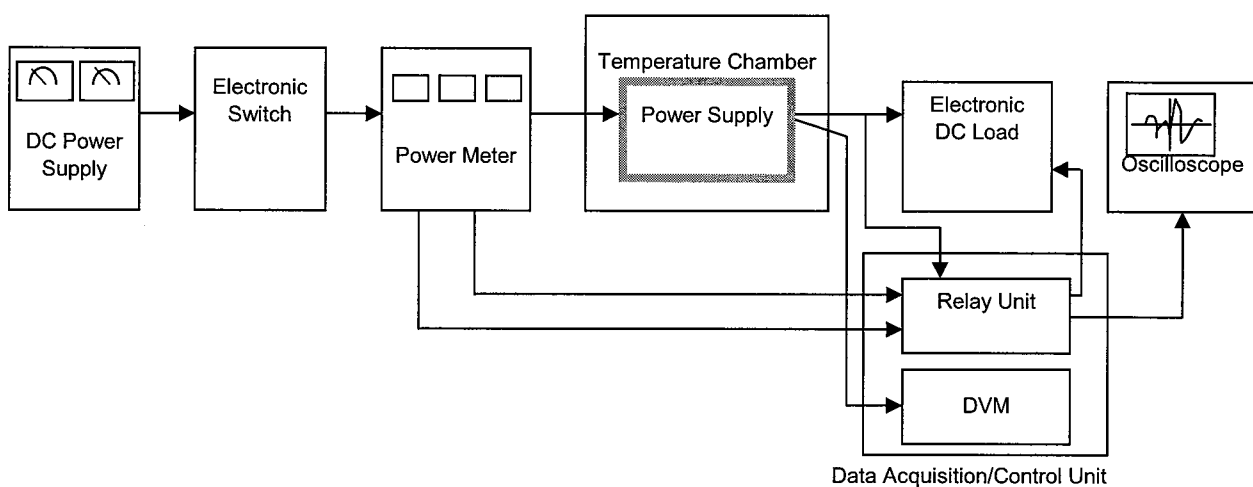 DC Power
Supply
Electronic
Switch
Power Meter
Temperature Chamber
Power Supply
Electronic
DC Load
Oscilloscope
Relay Unit
DVM
Data Acquisition/Control Unit